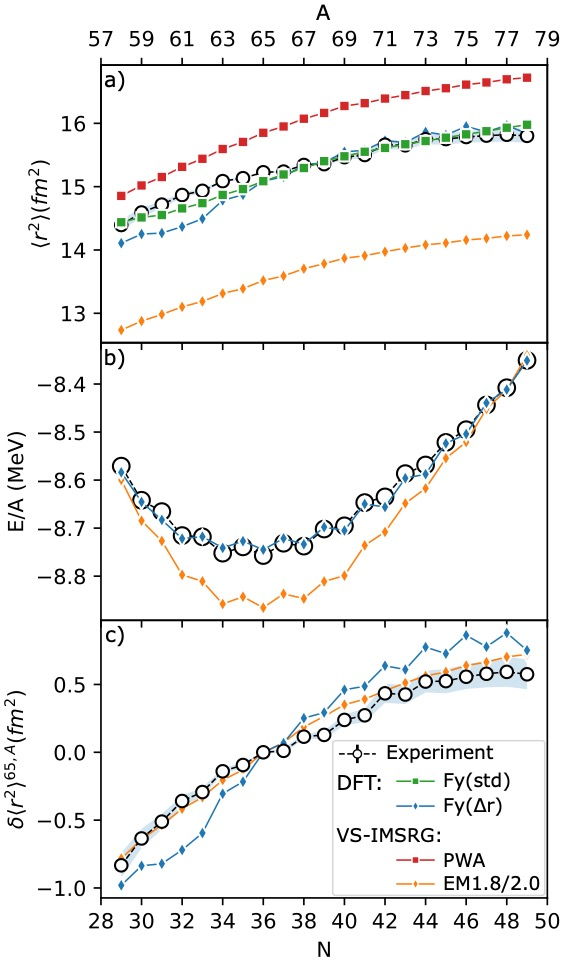 A
57 59 61 63 65 67 69 71 73 75 77 79
a)
⟨r²⟩(fm²)
16
15
14
13
b)
E/A (MeV)
−8.4
−8.5
−8.6
−8.7
−8.8
c)
δ⟨r²⟩⁶⁵,ᴬ(fm²)
0.5
0.0
−0.5
−1.0
Experiment
DFT: Fy(std)
Fy(Δr)
VS-IMSRG:
PWA
EM1.8/2.0
28 30 32 34 36 38 40 42 44 46 48 50
N